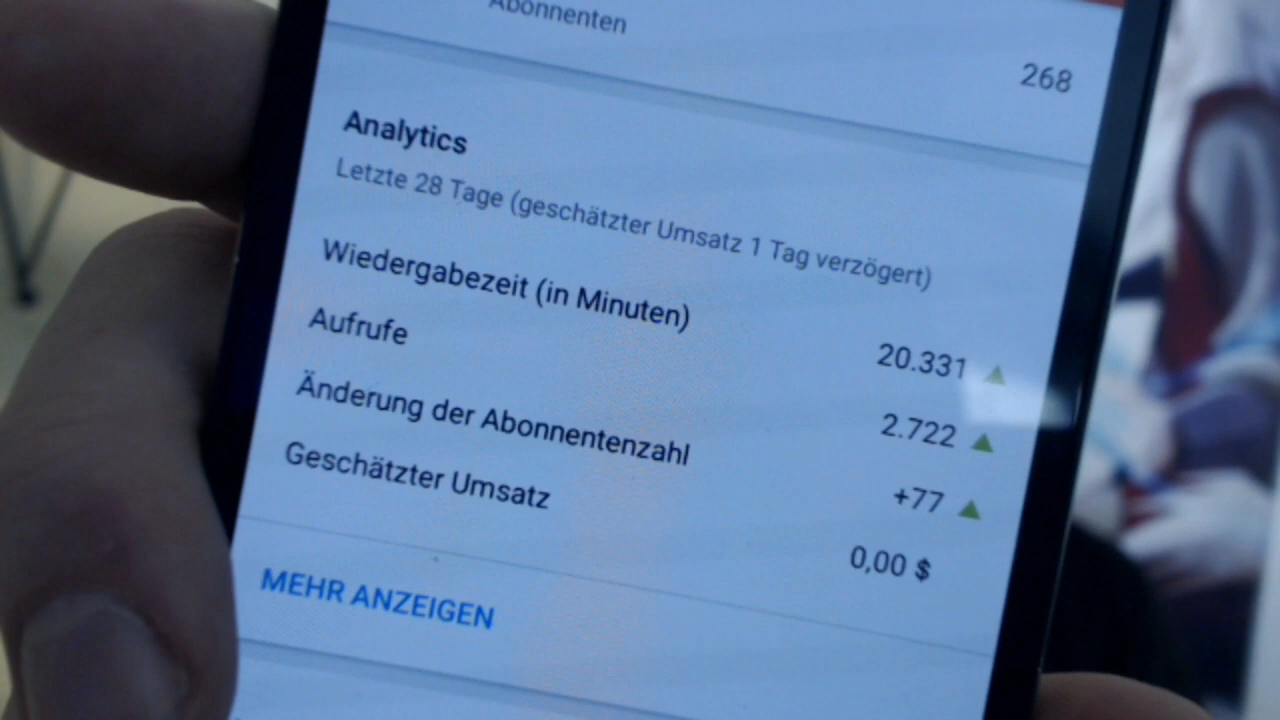 Abonnenten
268
Analytics
Letzte 28 Tage (geschätzter Umsatz 1 Tag verzögert)
Wiedergabezeit (in Minuten)
20.331
Aufrufe
2.722
Änderung der Abonnentenzahl
+77
Geschätzter Umsatz
0,00 $
MEHR ANZEIGEN